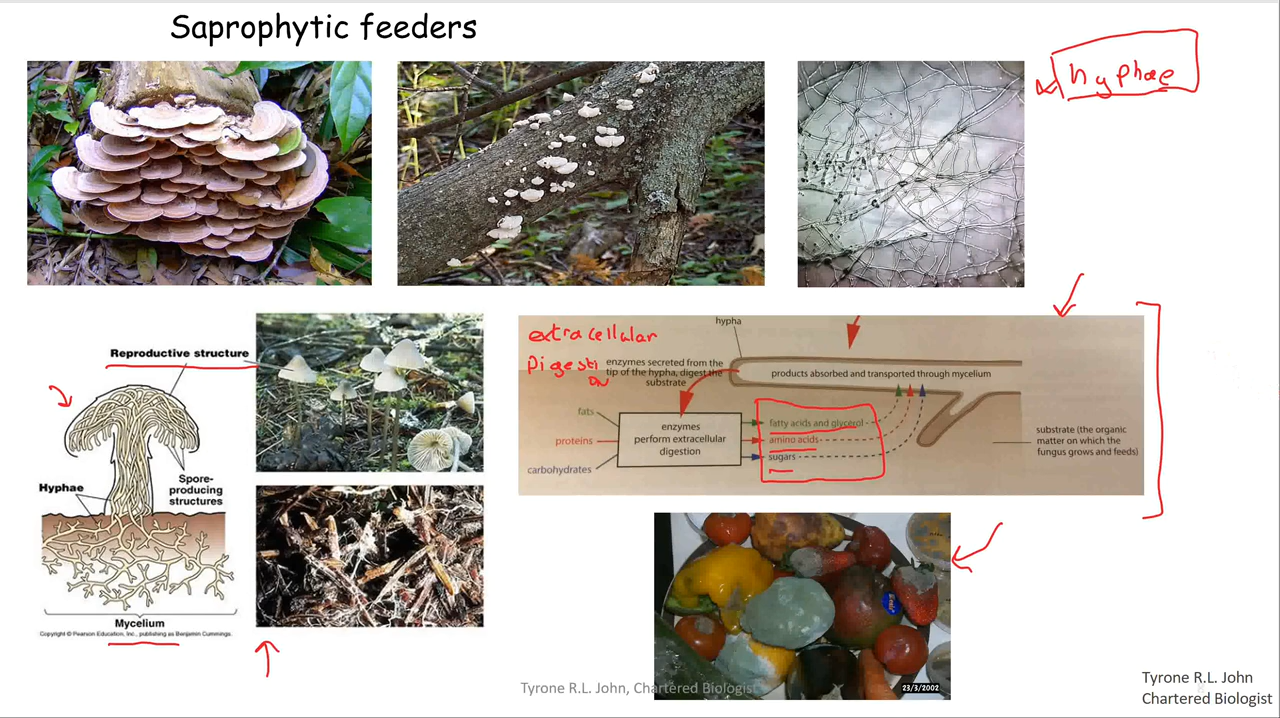 Saprophytic feeders
hyphae
Reproductive structure
Hyphae
Spore-
producing
structures
Mycelium
Copyright © Pearson Education, Inc., publishing as Benjamin Cummings.
extracellular
Digesti
on
hypha
enzymes secreted from the
tip of the hypha, digest the
substrate
products absorbed and transported through mycelium
fats
proteins
carbohydrates
enzymes
perform extracellular
digestion
fatty acids and glycerol
amino acids
sugars
substrate (the organic
matter on which the
fungus grows and feeds)
23/3/2002
Tyrone R.L. John, Chartered Biologist
Tyrone R.L. John
Chartered Biologist